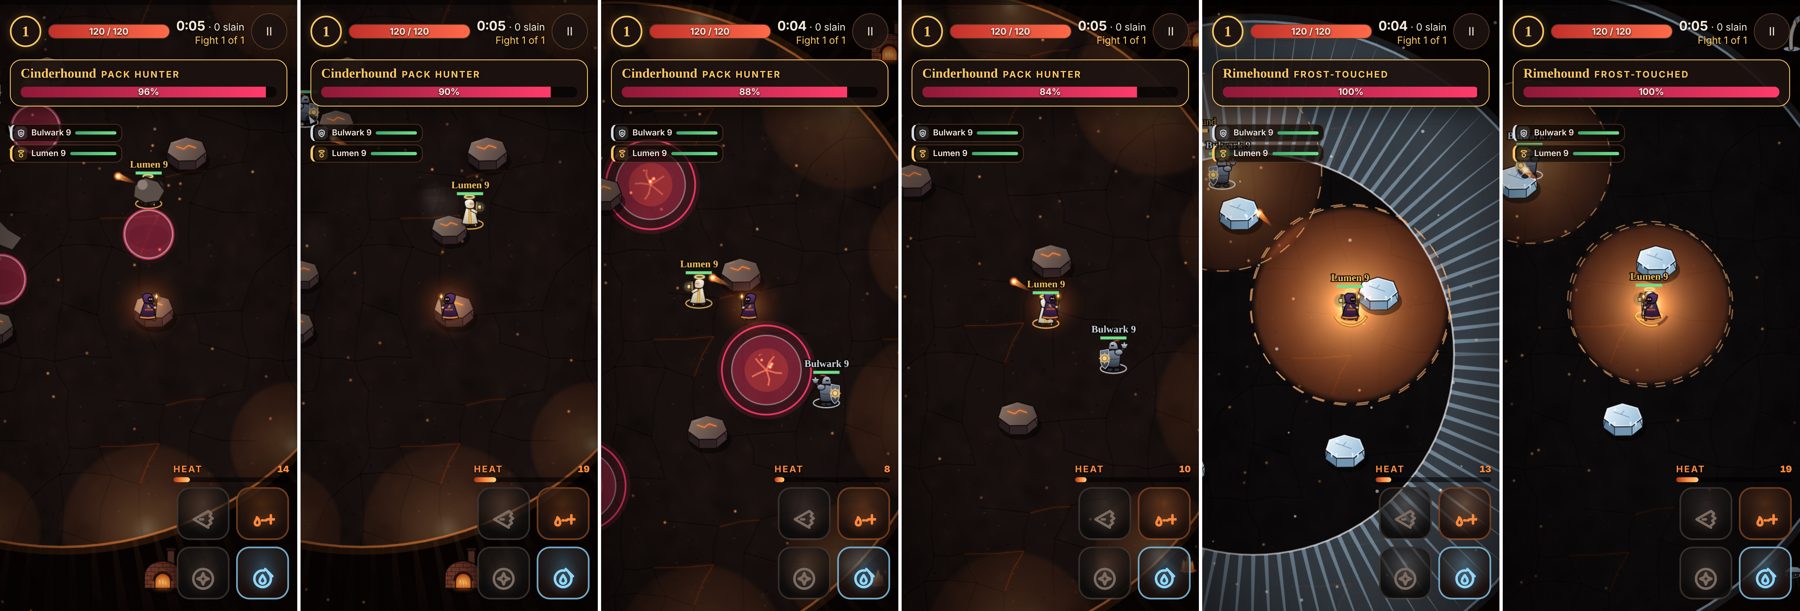 1
120 / 120
0:05 · 0 slain
Fight 1 of 1
Cinderhound PACK HUNTER
96%
Bulwark 9
Lumen 9
Lumen 9
HEAT 14
1
120 / 120
0:05 · 0 slain
Fight 1 of 1
Cinderhound PACK HUNTER
90%
Bulwark 9
Lumen 9
Lumen 9
HEAT 19
1
120 / 120
0:04 · 0 slain
Fight 1 of 1
Cinderhound PACK HUNTER
88%
Bulwark 9
Lumen 9
Lumen 9
Bulwark 9
HEAT 8
1
120 / 120
0:05 · 0 slain
Fight 1 of 1
Cinderhound PACK HUNTER
84%
Bulwark 9
Lumen 9
Lumen 9
Bulwark 9
HEAT 10
1
120 / 120
0:04 · 0 slain
Fight 1 of 1
Rimehound FROST-TOUCHED
100%
Bulwark 9
Lumen 9
Lumen 9
HEAT 13
1
120 / 120
0:05 · 0 slain
Fight 1 of 1
Rimehound FROST-TOUCHED
100%
Bulwark 9
Lumen 9
Lumen 9
HEAT 19